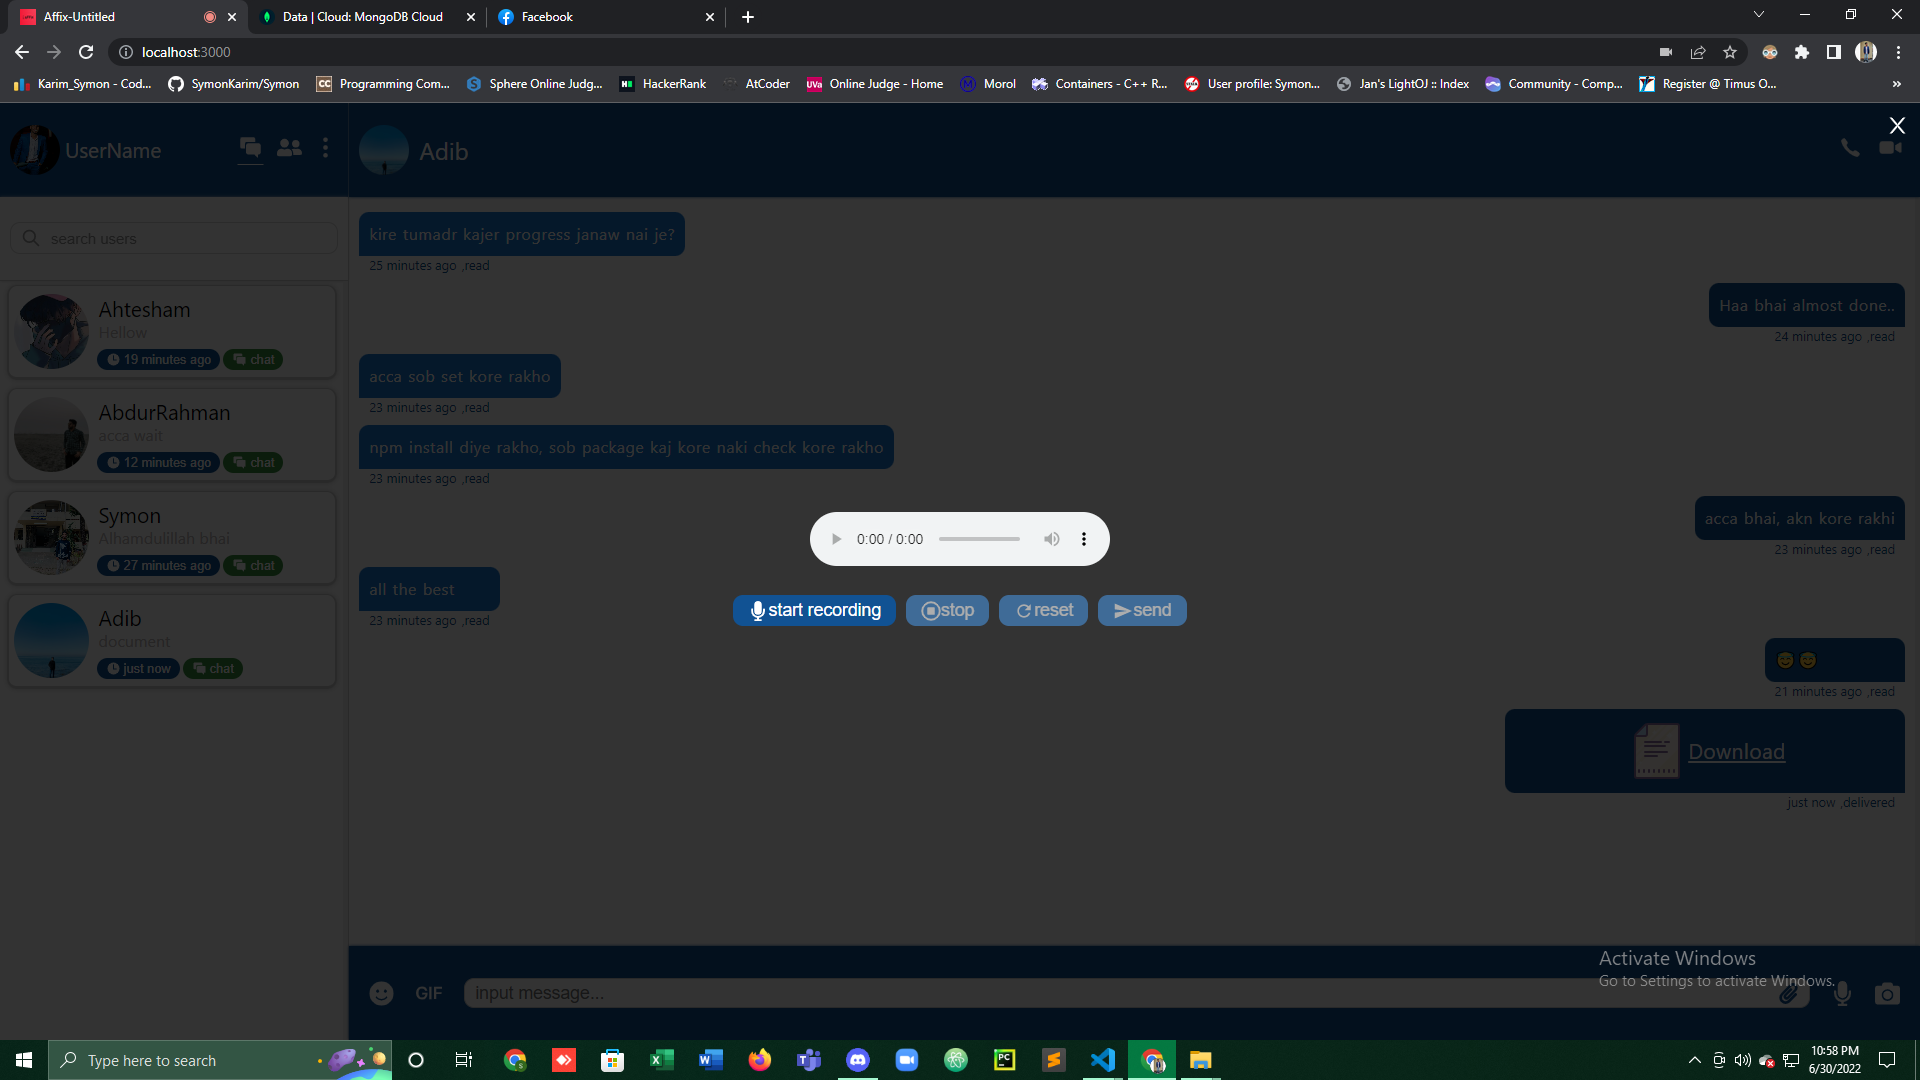 Affix-Untitled
Data | Cloud: MongoDB Cloud
Facebook
localhost:3000
Karim_Symon - Cod...
SymonKarim/Symon
Programming Com...
Sphere Online Judg...
HackerRank
AtCoder
Online Judge - Home
Morol
Containers - C++ R...
User profile: Symon...
Jan's LightOJ :: Index
Community - Comp...
Register @ Timus O...
UserName
Adib
X
search users
Ahtesham
Hellow
19 minutes ago
chat
AbdurRahman
acca wait
12 minutes ago
chat
Symon
Alhamdulillah bhai
27 minutes ago
chat
Adib
document
just now
chat
kire tumadr kajer progress janaw nai je?
25 minutes ago ,read
Haa bhai almost done..
24 minutes ago ,read
acca sob set kore rakho
23 minutes ago ,read
npm install diye rakho, sob package kaj kore naki check kore rakho
23 minutes ago ,read
acca bhai, akn kore rakhi
23 minutes ago ,read
0:00 / 0:00
all the best
23 minutes ago ,read
start recording
stop
reset
send
21 minutes ago ,read
Download
just now ,delivered
GIF
input message...
Activate Windows
Go to Settings to activate Windows.
Type here to search
10:58 PM
6/30/2022